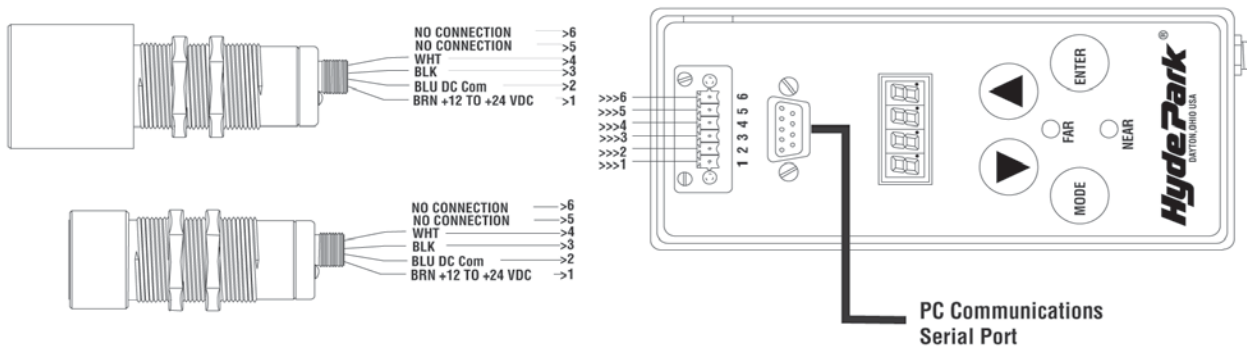 NO CONNECTION >6
NO CONNECTION >5
WHT >4
BLK >3
BLU DC Com >2
BRN +12 TO +24 VDC >1
NO CONNECTION >6
NO CONNECTION >5
WHT >4
BLK >3
BLU DC Com >2
BRN +12 TO +24 VDC >1
>>>6
>>>5
>>>4
>>>3
>>>2
>>>1
1 2 3 4 5 6
8888
ENTER
FAR
NEAR
MODE
HydePark®
DAYTON, OHIO USA
PC Communications
Serial Port